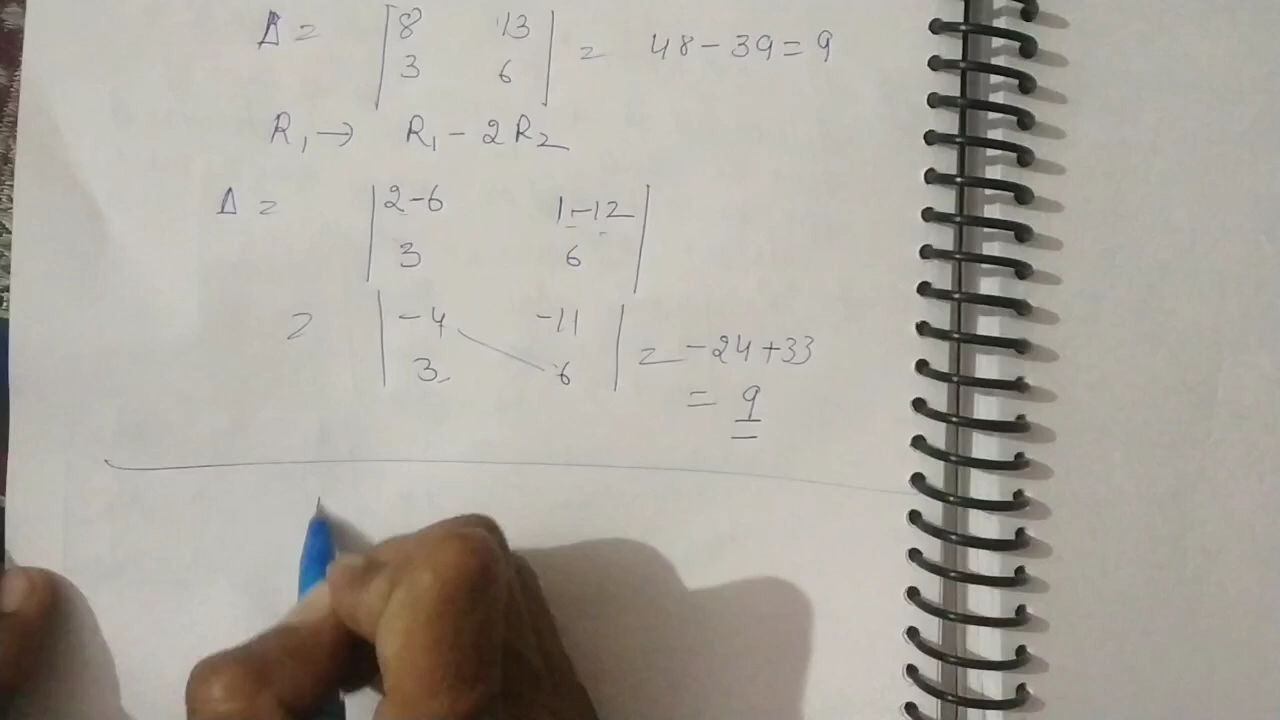 Δ = | 8 13 | = 48 - 39 = 9
| 3 6 |
R₁ → R₁ - 2R₂
Δ = | 2-6 1-12 |
| 3 6 |
= | -4 -11 | = -24+33
| 3 6 |
= 9